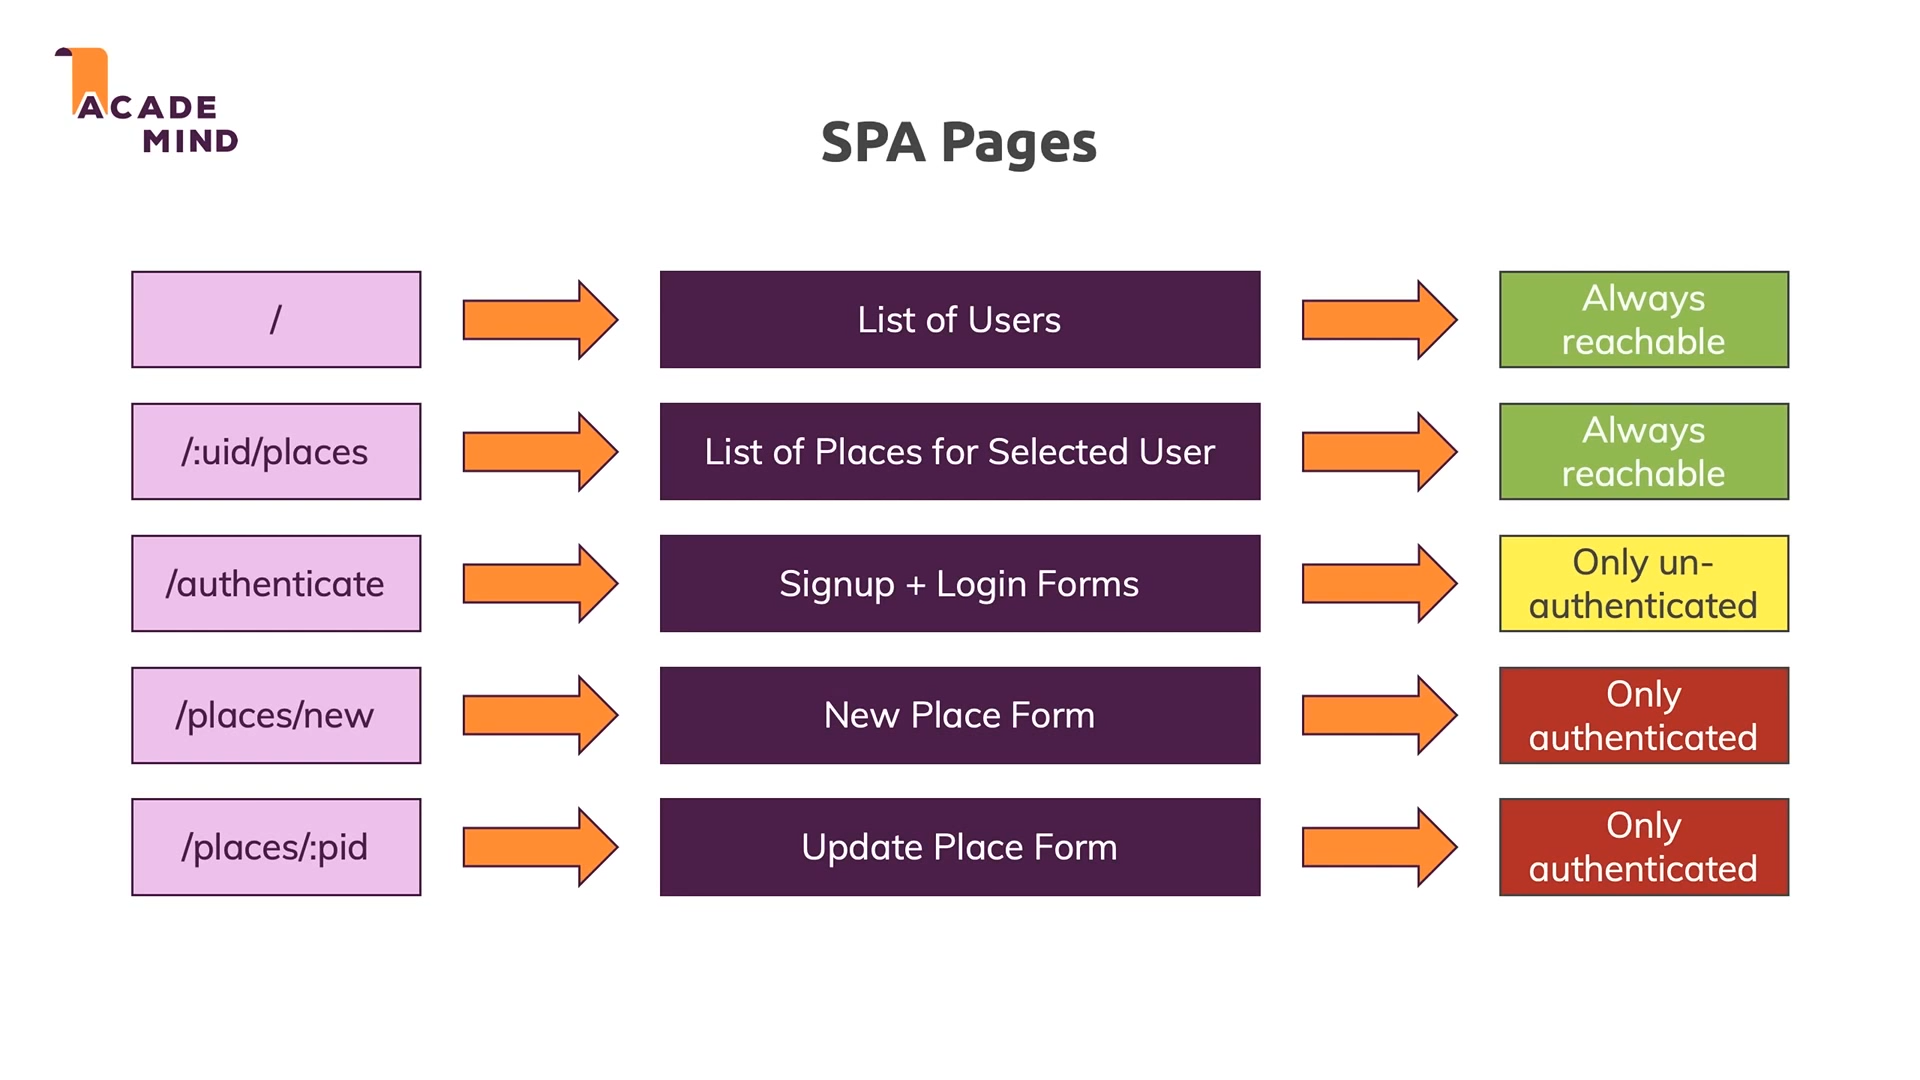 ACADE
MIND
SPA Pages
/
List of Users
Always
reachable
/:uid/places
List of Places for Selected User
Always
reachable
/authenticate
Signup + Login Forms
Only un-
authenticated
/places/new
New Place Form
Only
authenticated
/places/:pid
Update Place Form
Only
authenticated